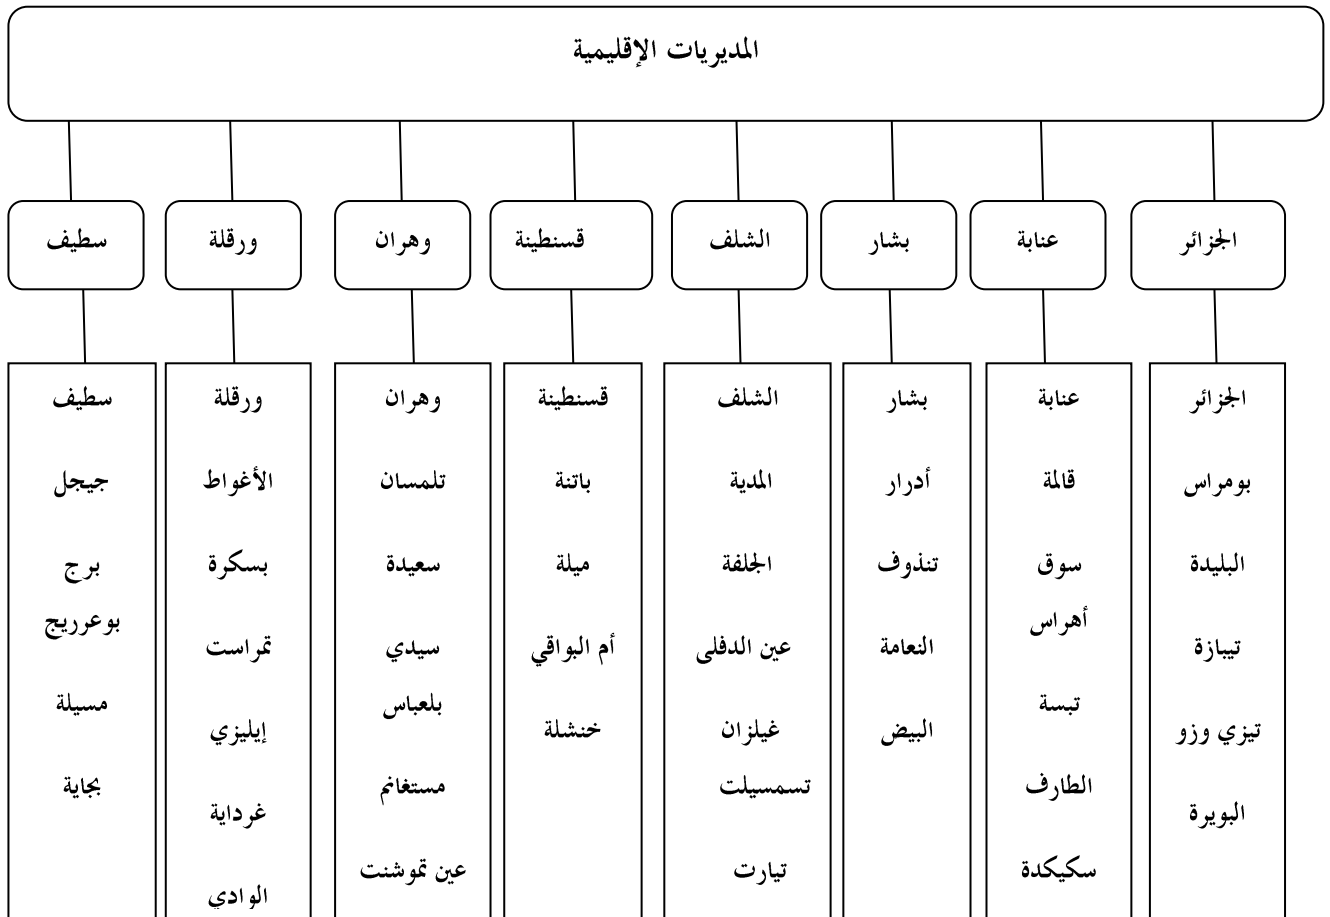 المديريات الإقليمية
الجزائر
عنابة
بشار
الشلف
قسنطينة
وهران
ورقلة
سطيف
الجزائر
بومراس
البليدة
تيبازة
تيزي وزو
البويرة
عنابة
قالمة
سوق
أهراس
تبسة
الطارف
سكيكدة
بشار
أدرار
تنذوف
النعامة
البيض
الشلف
المدية
الجلفة
عين الدفلى
غيلزان
تسمسيلت
تيارت
قسنطينة
باتنة
ميلة
أم البواقي
خنشلة
وهران
تلمسان
سعيدة
سيدي
بلعباس
مستغانم
عين تموشنت
ورقلة
الأغواط
بسكرة
تمراست
إيليزي
غرداية
الوادي
سطيف
جيجل
برج
بوعرريج
مسيلة
بجاية